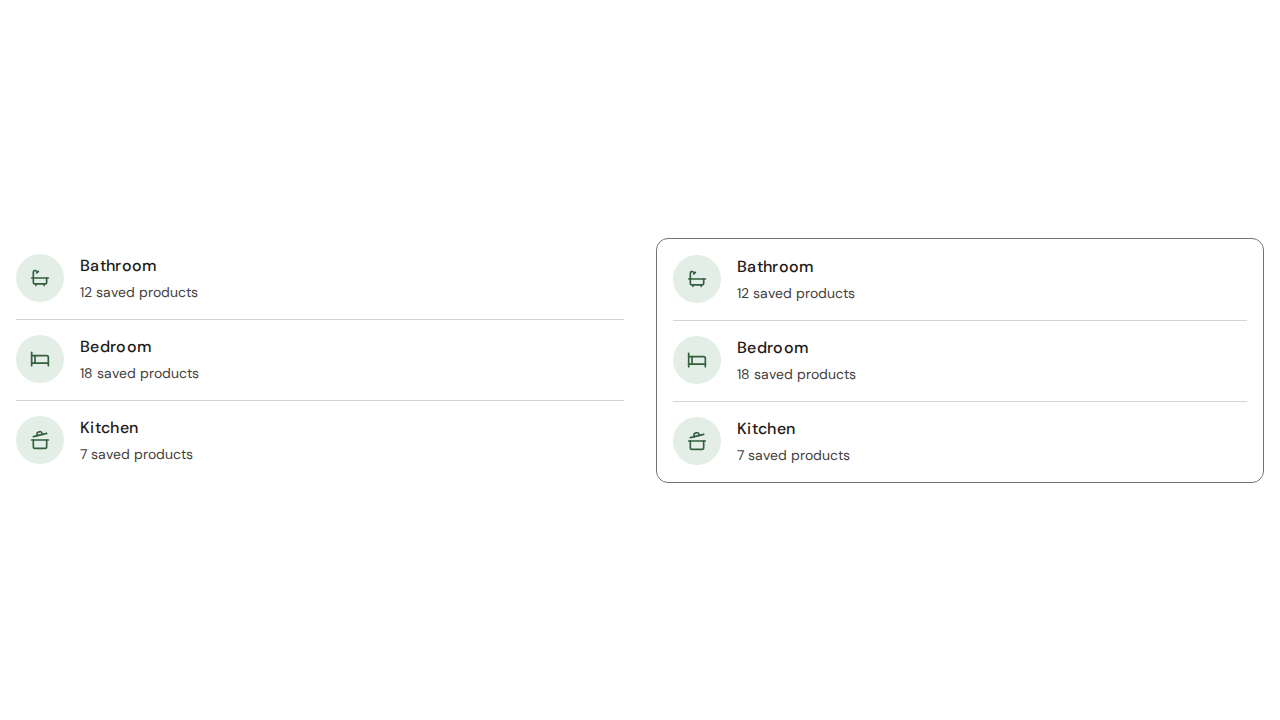 Bathroom
12 saved products
Bedroom
18 saved products
Kitchen
7 saved products
Bathroom
12 saved products
Bedroom
18 saved products
Kitchen
7 saved products